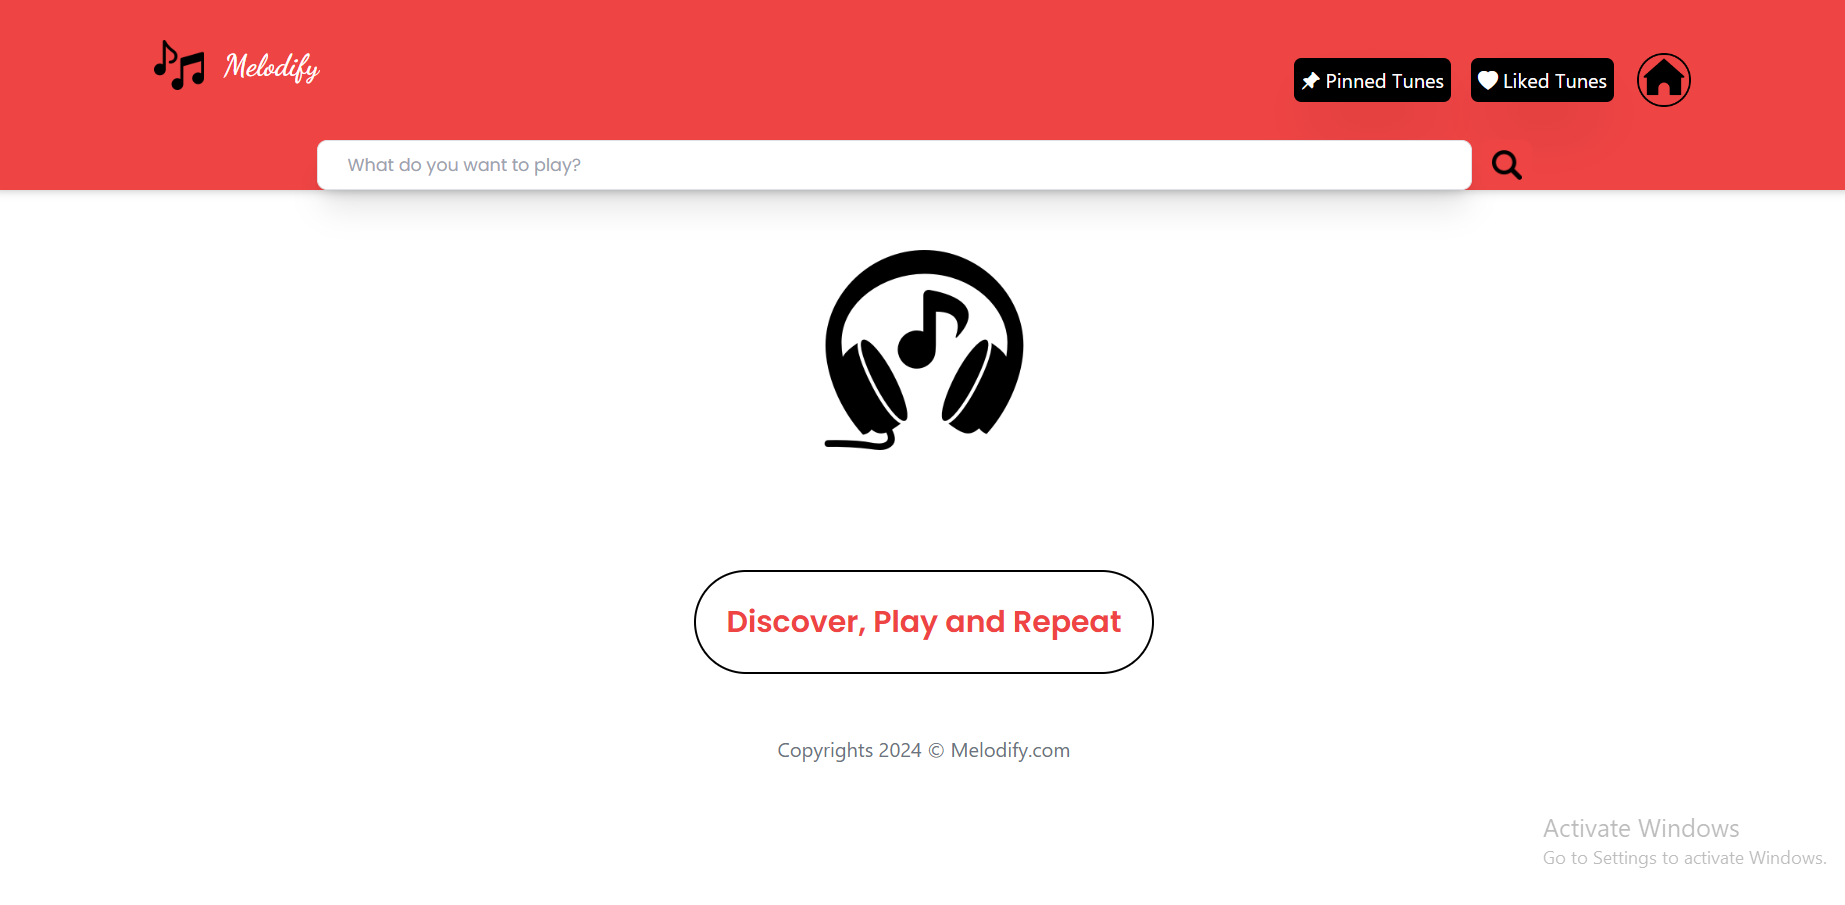 Melodify
Pinned Tunes
Liked Tunes
What do you want to play?
Discover, Play and Repeat
Copyrights 2024 © Melodify.com
Activate Windows
Go to Settings to activate Windows.